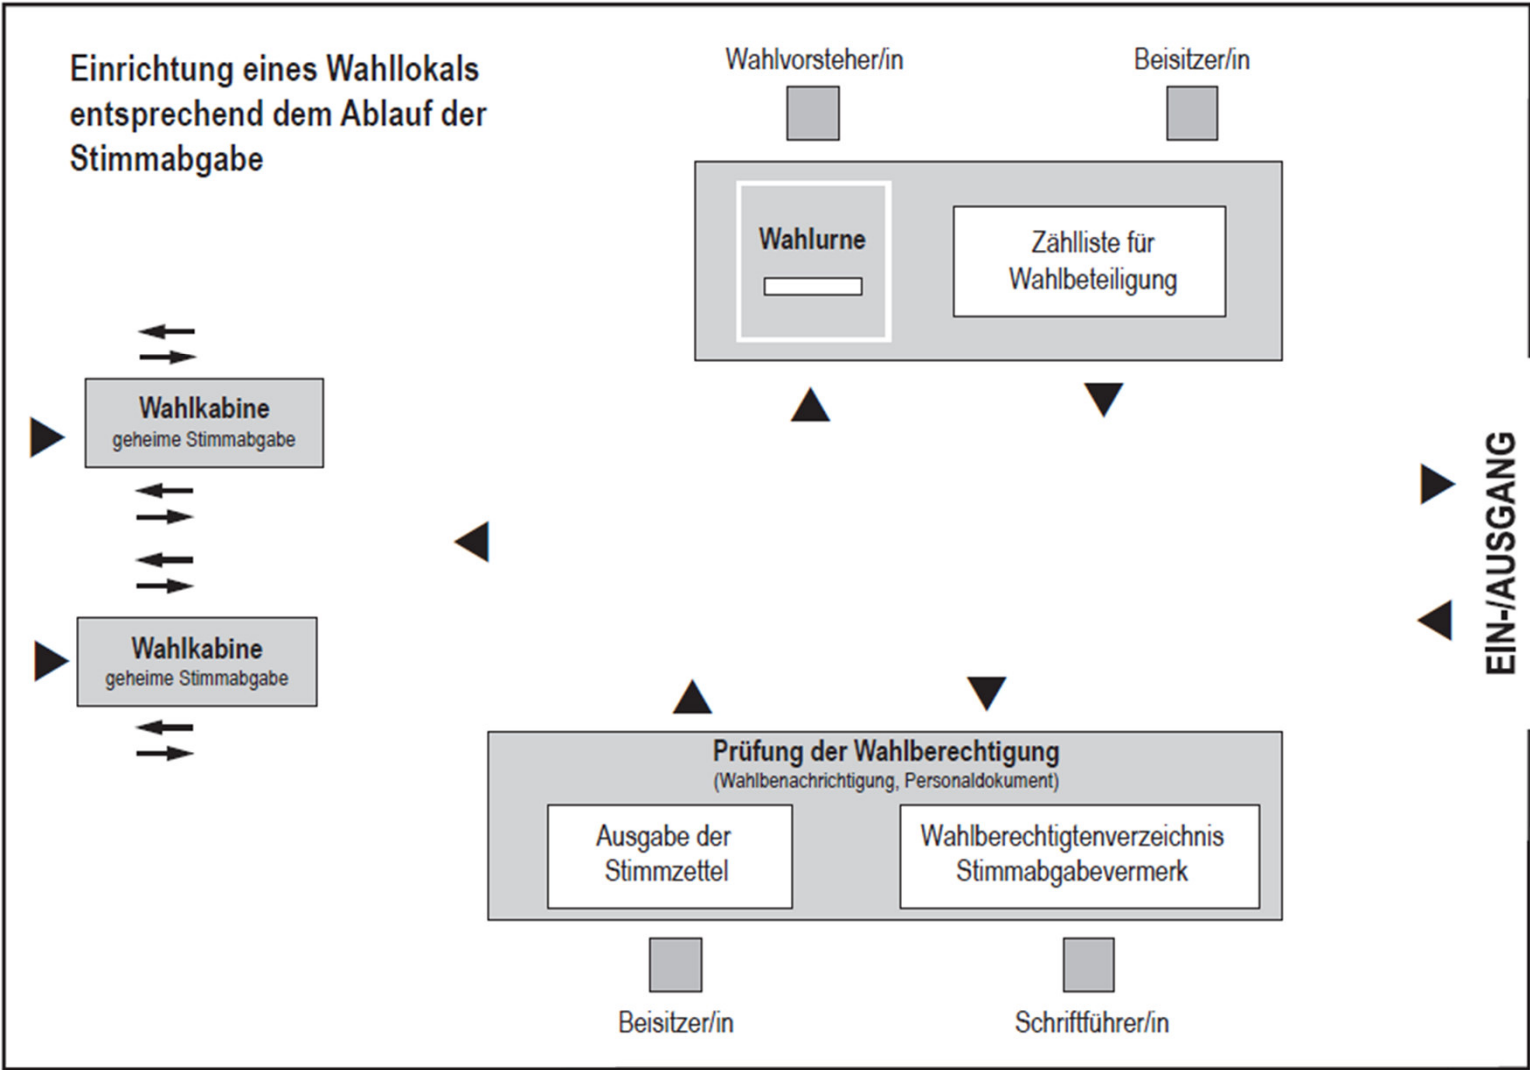 Einrichtung eines Wahllokals
entsprechend dem Ablauf der
Stimmabgabe
Wahlvorsteher/in
Beisitzer/in
Wahlurne
Zählliste für
Wahlbeteiligung
Wahlkabine
geheime Stimmabgabe
Wahlkabine
geheime Stimmabgabe
EIN-/AUSGANG
Prüfung der Wahlberechtigung
(Wahlbenachrichtigung, Personaldokument)
Ausgabe der
Stimmzettel
Wahlberechtigtenverzeichnis
Stimmabgabevermerk
Beisitzer/in
Schriftführer/in